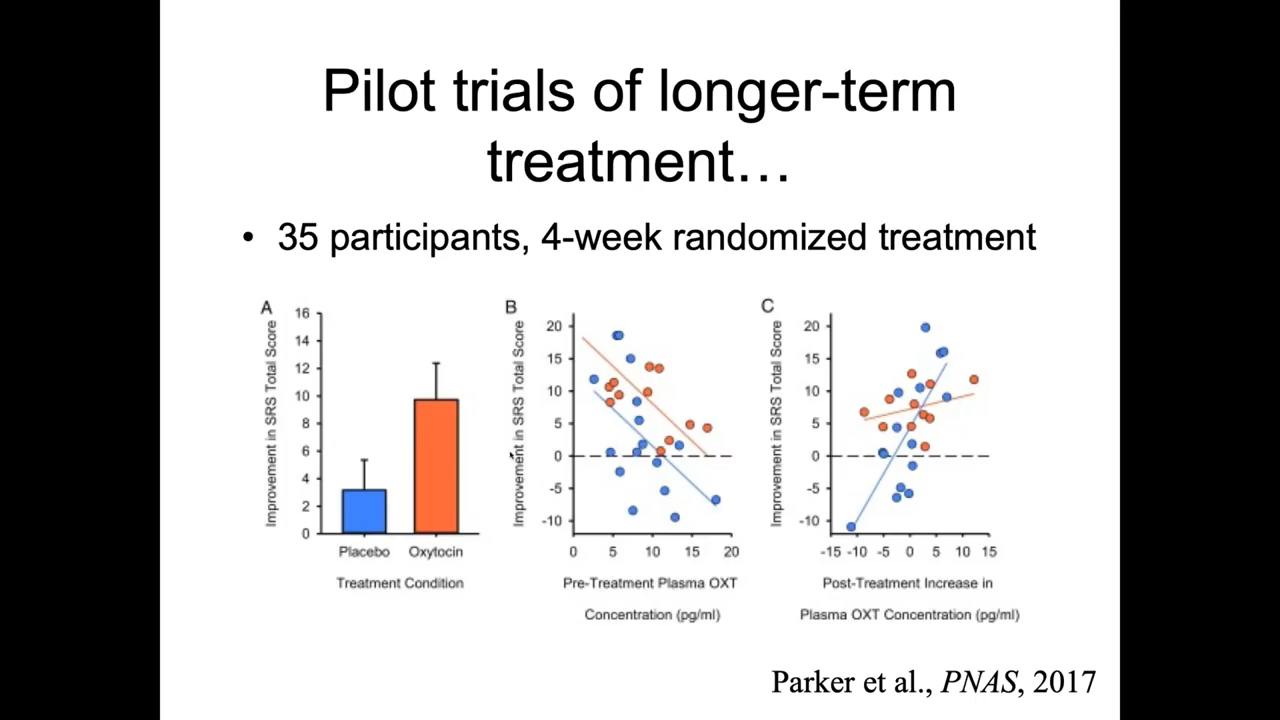 Pilot trials of longer-term
treatment…
• 35 participants, 4-week randomized treatment
A
Improvement in SRS Total Score
16
14
12
10
8
6
4
2
0
Placebo Oxytocin
Treatment Condition
B
Improvement in SRS Total Score
20
15
10
5
0
-5
-10
0 5 10 15 20
Pre-Treatment Plasma OXT
Concentration (pg/ml)
C
Improvement in SRS Total Score
20
15
10
5
0
-5
-10
-15 -10 -5 0 5 10 15
Post-Treatment Increase in
Plasma OXT Concentration (pg/ml)
Parker et al., PNAS, 2017